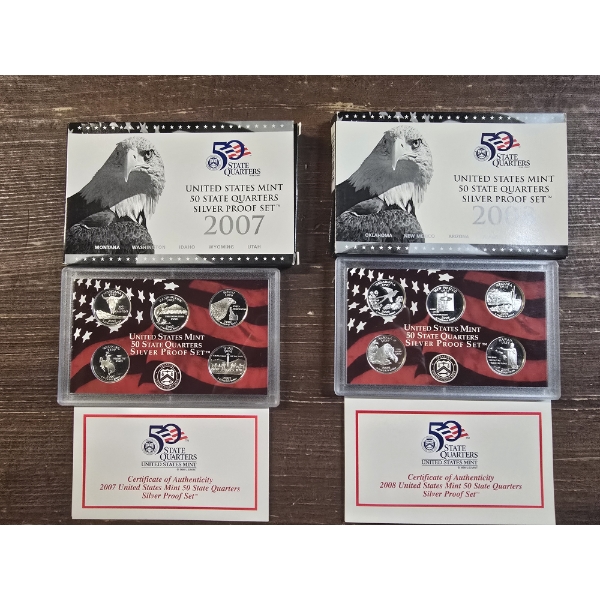 50
STATE
QUARTERS
UNITED STATES MINT
50 STATE QUARTERS
SILVER PROOF SET™
2007
MONTANA WASHINGTON IDAHO WYOMING UTAH
50
STATE
QUARTERS
UNITED STATES MINT
50 STATE QUARTERS
SILVER PROOF SET™
OKLAHOMA NEW MEXICO ARIZONA
UNITED STATES MINT
50 STATE QUARTERS
SILVER PROOF SET™
UNITED STATES MINT
50 STATE QUARTERS
SILVER PROOF SET™
50
STATE
QUARTERS
UNITED STATES MINT
Certificate of Authenticity
2007 United States Mint 50 State Quarters
Silver Proof Set™
50
STATE
QUARTERS
UNITED STATES MINT
Certificate of Authenticity
2008 United States Mint 50 State Quarters
Silver Proof Set™